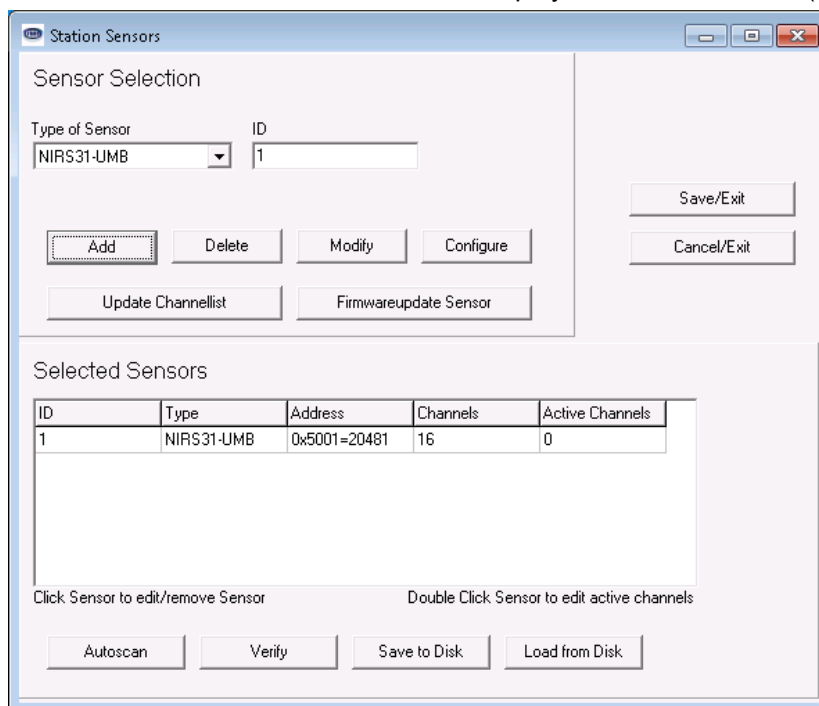 Station Sensors
Sensor Selection
Type of Sensor ID
NIRS31-UMB 1
Save/Exit
Add Delete Modify Configure Cancel/Exit
Update Channellist Firmwareupdate Sensor
Selected Sensors
ID Type Address Channels Active Channels
1 NIRS31-UMB 0x5001=20481 16 0
Click Sensor to edit/remove Sensor Double Click Sensor to edit active channels
Autoscan Verify Save to Disk Load from Disk